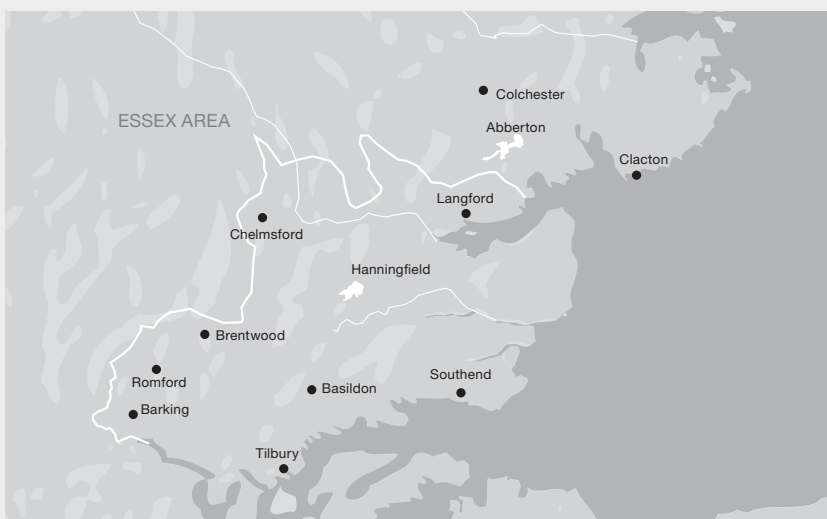 Colchester
ESSEX AREA
Abberton
Clacton
Langford
Chelmsford
Hanningfield
Brentwood
Southend
Romford
Basildon
Barking
Tilbury